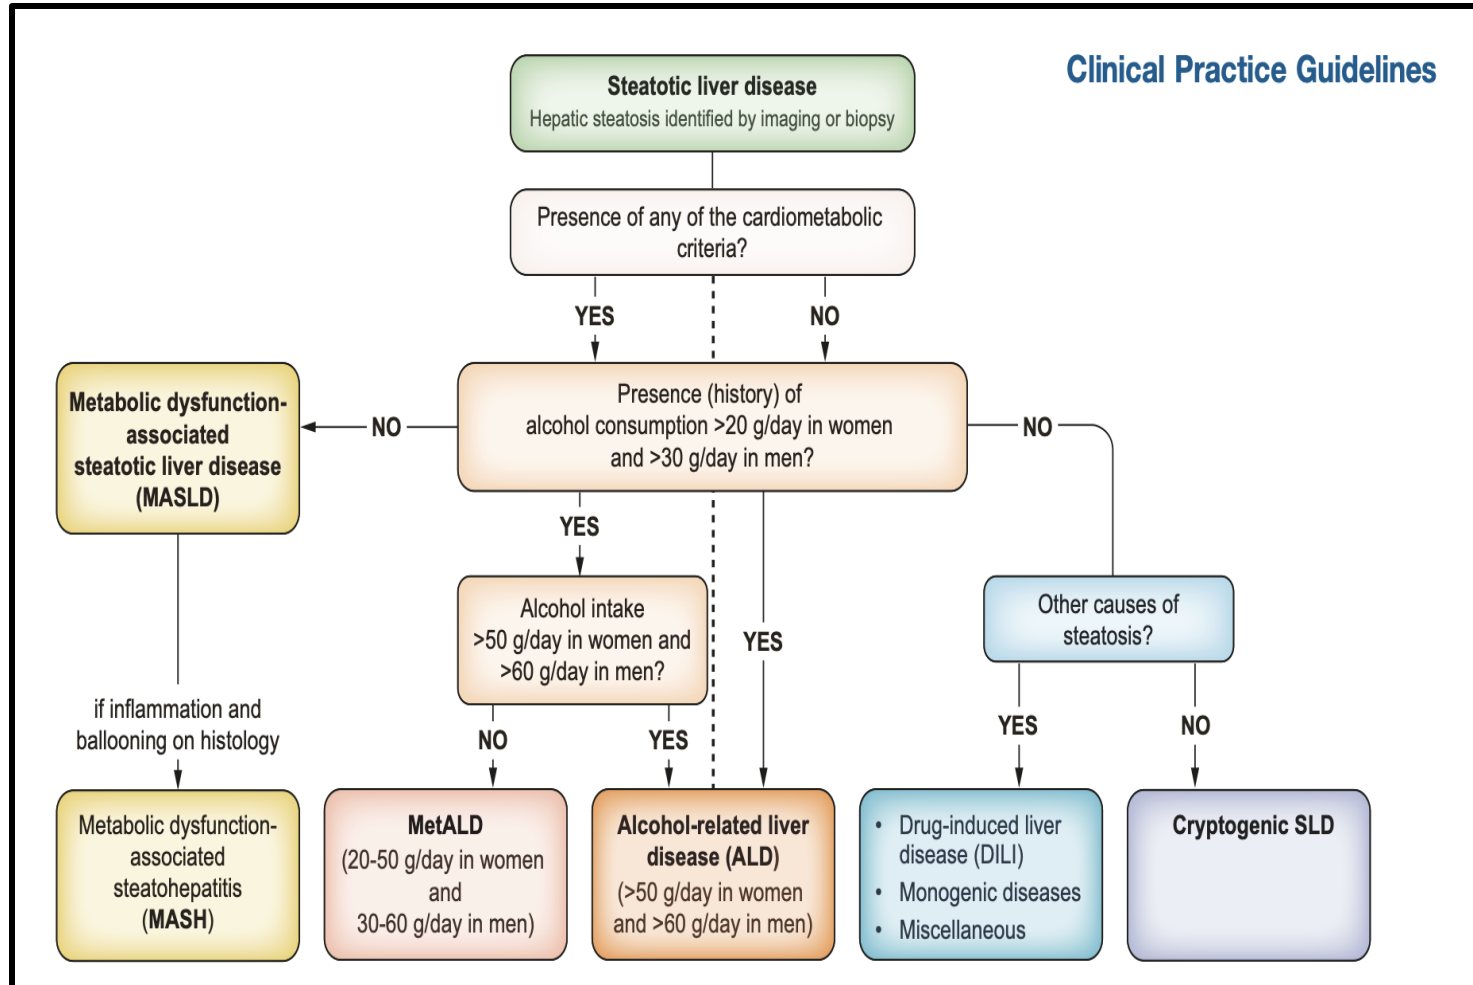 Clinical Practice Guidelines
Steatotic liver disease
Hepatic steatosis identified by imaging or biopsy
Presence of any of the cardiometabolic
criteria?
YES
NO
Presence (history) of
alcohol consumption >20 g/day in women
and >30 g/day in men?
NO
NO
Metabolic dysfunction-
associated
steatotic liver disease
(MASLD)
YES
Alcohol intake
>50 g/day in women and
>60 g/day in men?
YES
Other causes of
steatosis?
if inflammation and
ballooning on histology
NO
YES
YES
NO
Metabolic dysfunction-
associated
steatohepatitis
(MASH)
MetALD
(20-50 g/day in women
and
30-60 g/day in men)
Alcohol-related liver
disease (ALD)
(>50 g/day in women
and >60 g/day in men)
• Drug-induced liver
disease (DILI)
• Monogenic diseases
• Miscellaneous
Cryptogenic SLD